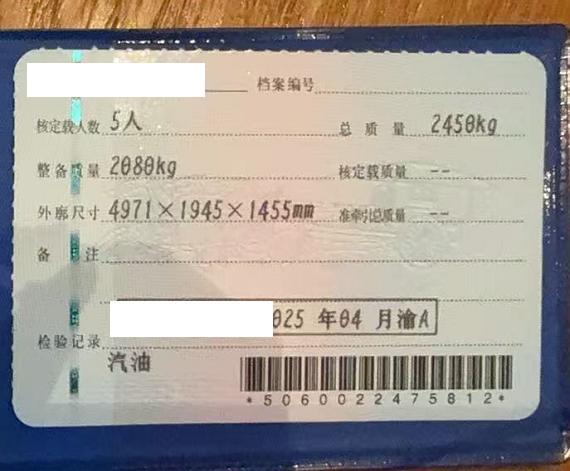 档案编号
核定载人数 5人 总质量 2450kg
整备质量 2080kg 核定载质量 --
外廓尺寸 4971×1945×1455mm 准牵引总质量 --
备注
025 年04 月渝A
检验记录
汽油
*5060022475812*